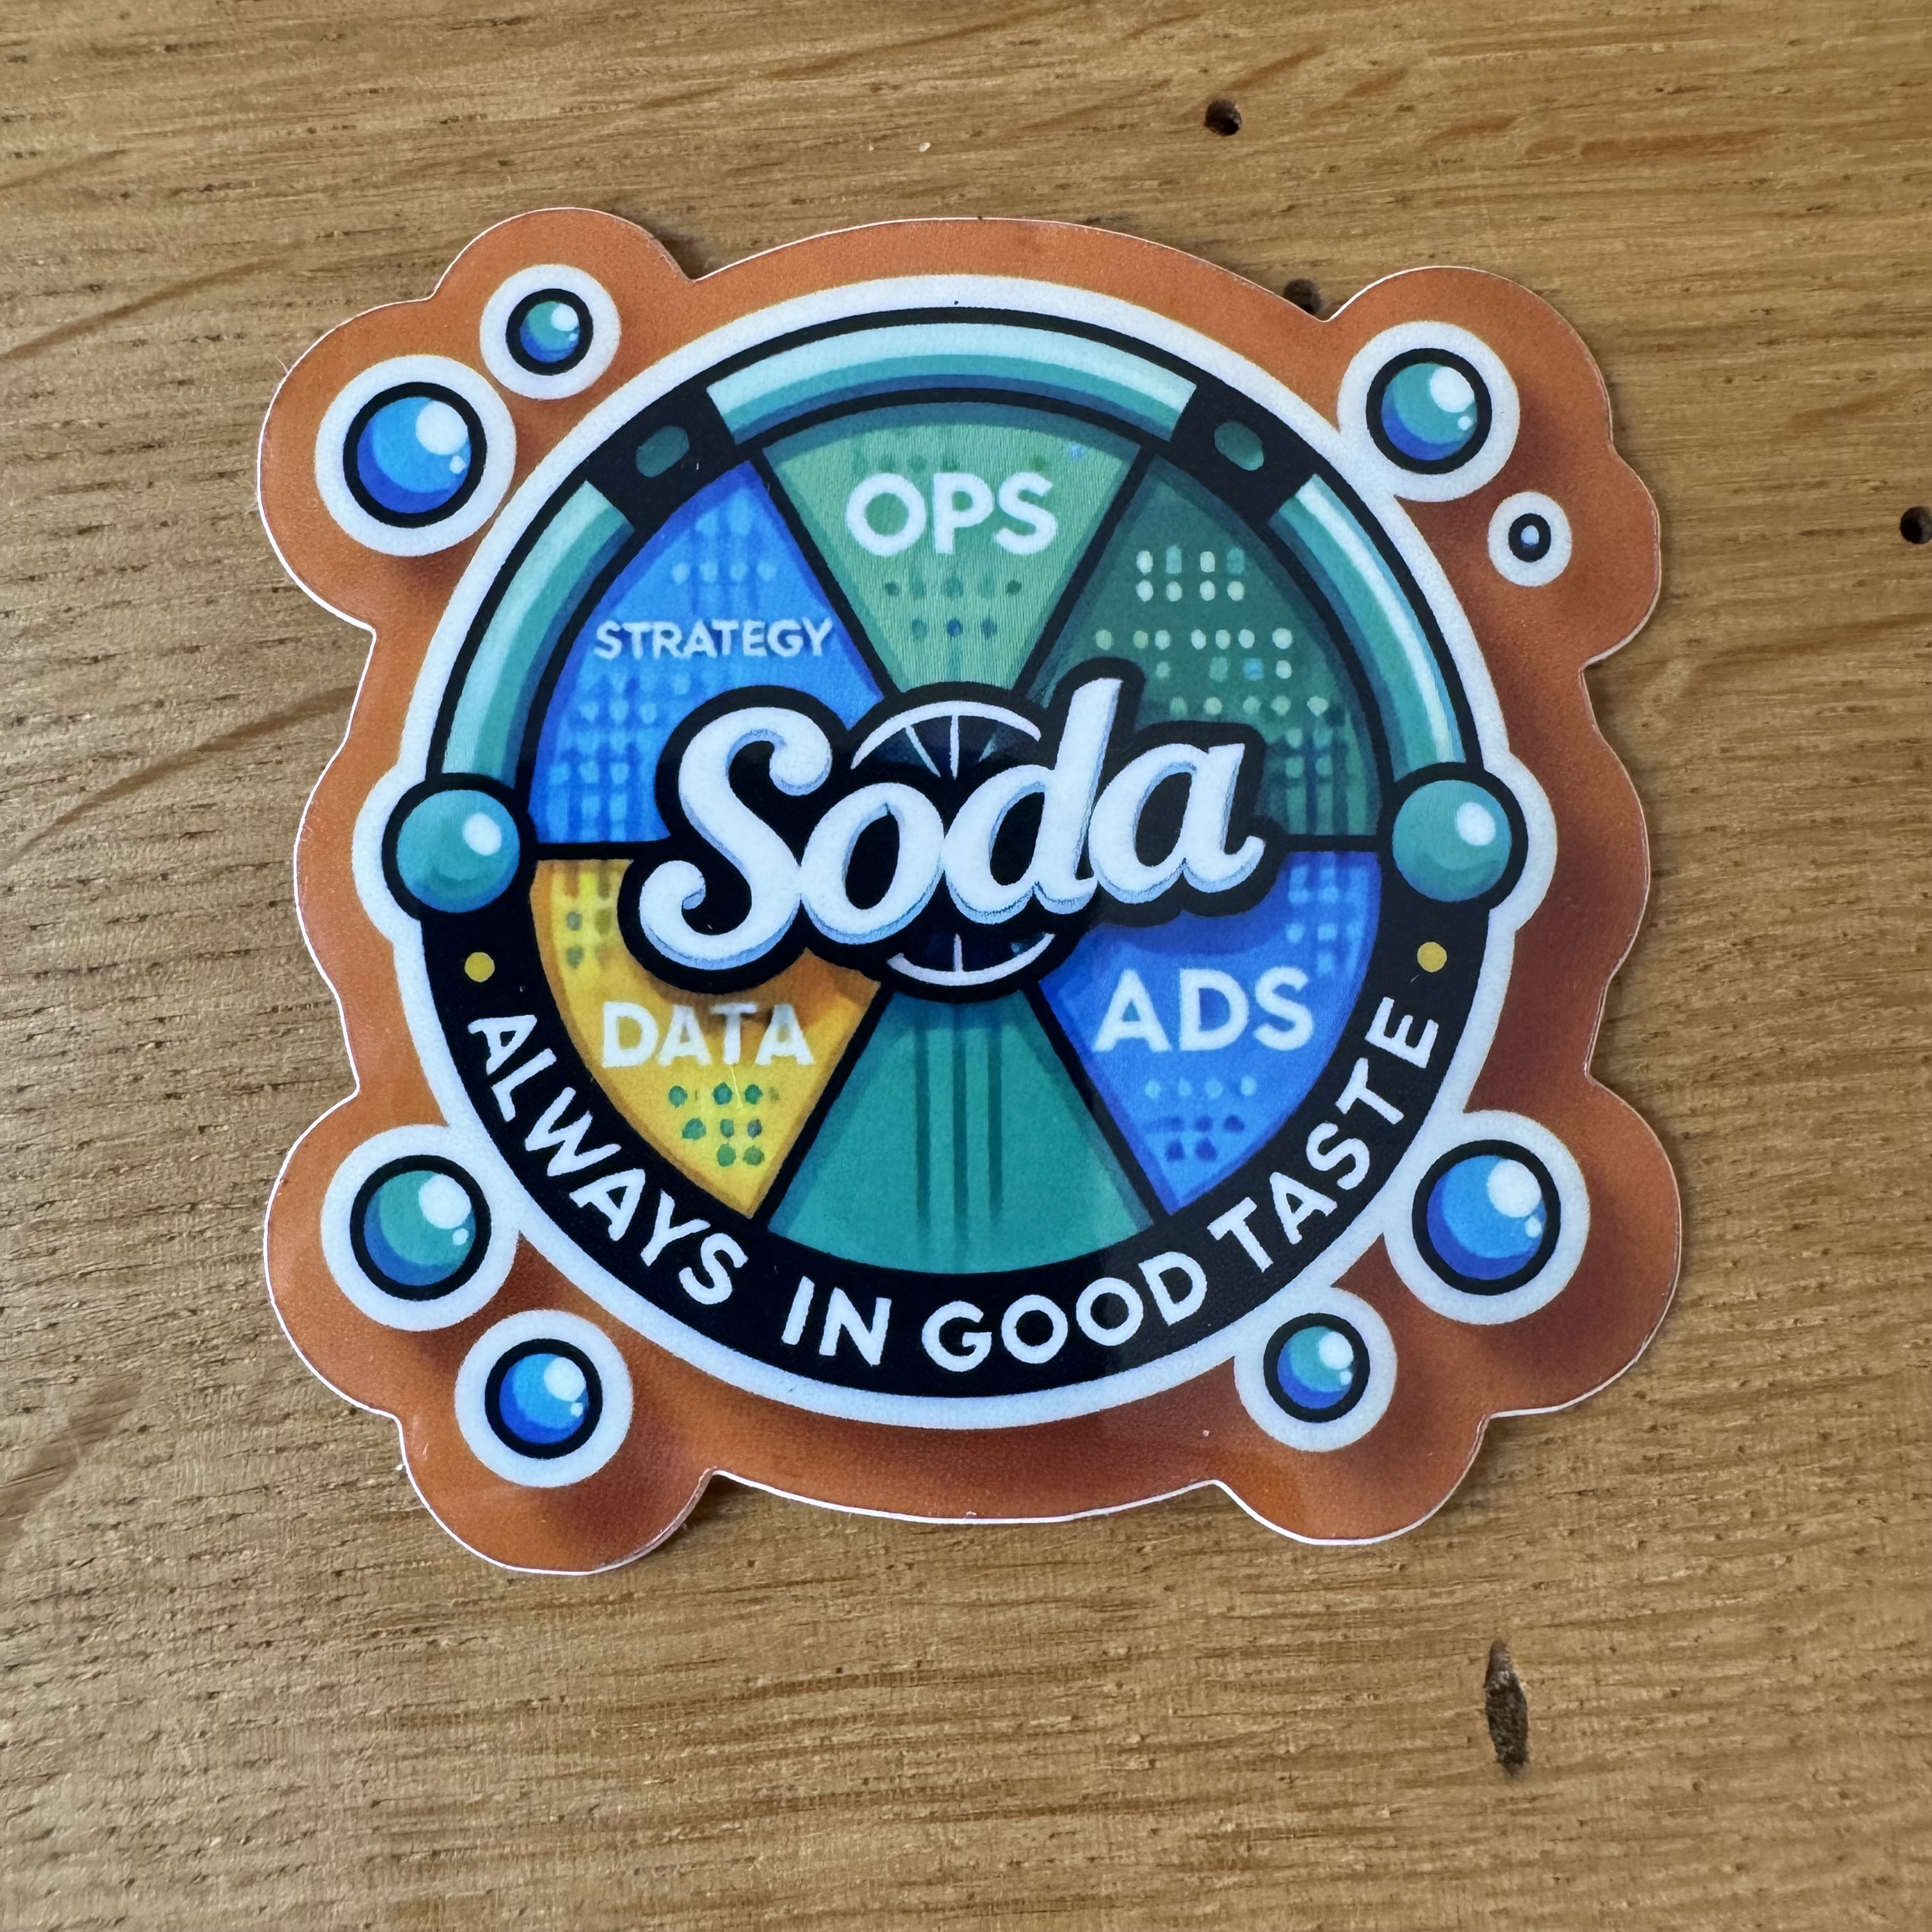 OPS
STRATEGY
Soda
DATA
ADS
ALWAYS IN GOOD TASTE